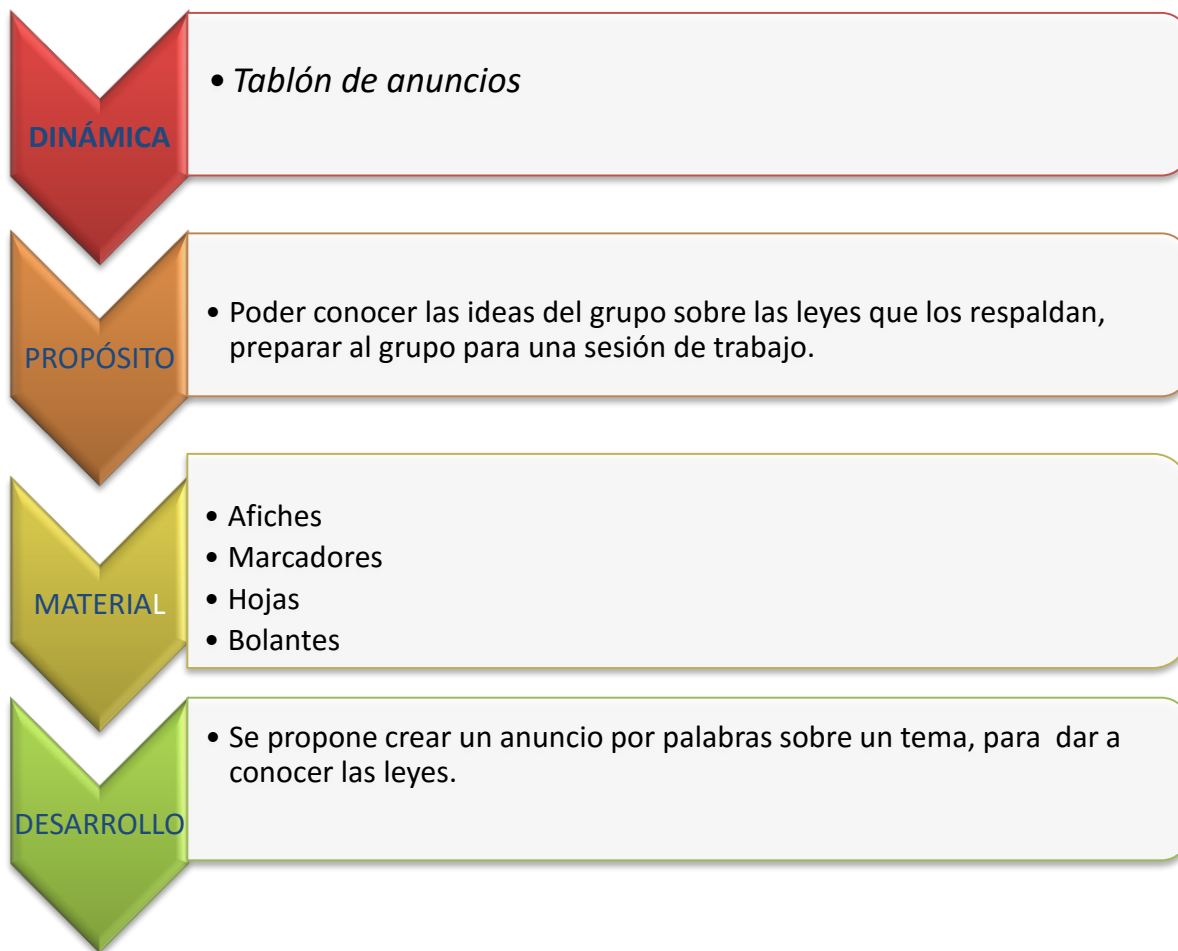 DINÁMICA
• Tablón de anuncios
PROPÓSITO
• Poder conocer las ideas del grupo sobre las leyes que los respaldan,
preparar al grupo para una sesión de trabajo.
MATERIAL
• Afiches
• Marcadores
• Hojas
• Bolantes
DESARROLLO
• Se propone crear un anuncio por palabras sobre un tema, para  dar a
conocer las leyes.